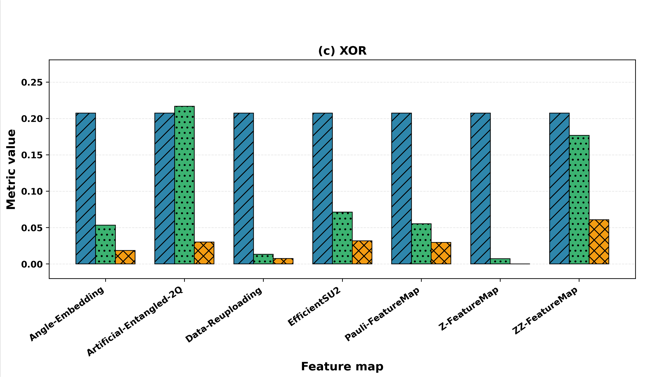 (c) XOR
Metric value
0.25
0.20
0.15
0.10
0.05
0.00
Angle-Embedding
Artificial-Entangled-2Q
Data-Reuploading
EfficientSU2
Pauli-FeatureMap
Z-FeatureMap
ZZ-FeatureMap
Feature map